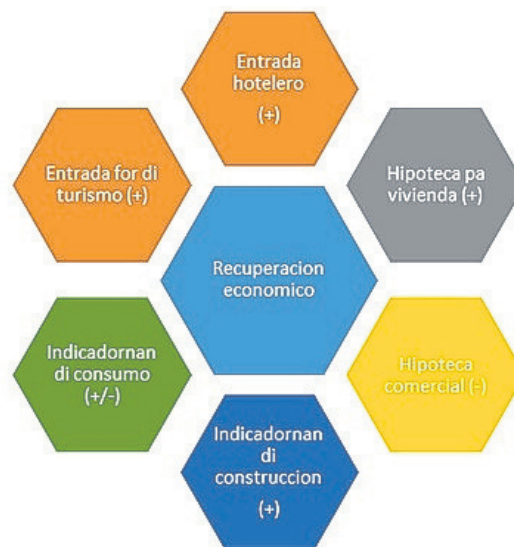 Entrada
hotelero
(+)
Entrada for di
turismo (+)
Hipoteca pa
vivienda (+)
Recuperacion
economico
Indicadornan
di consumo
(+/-)
Hipoteca
comercial (-)
Indicadornan
di
construccion
(+)